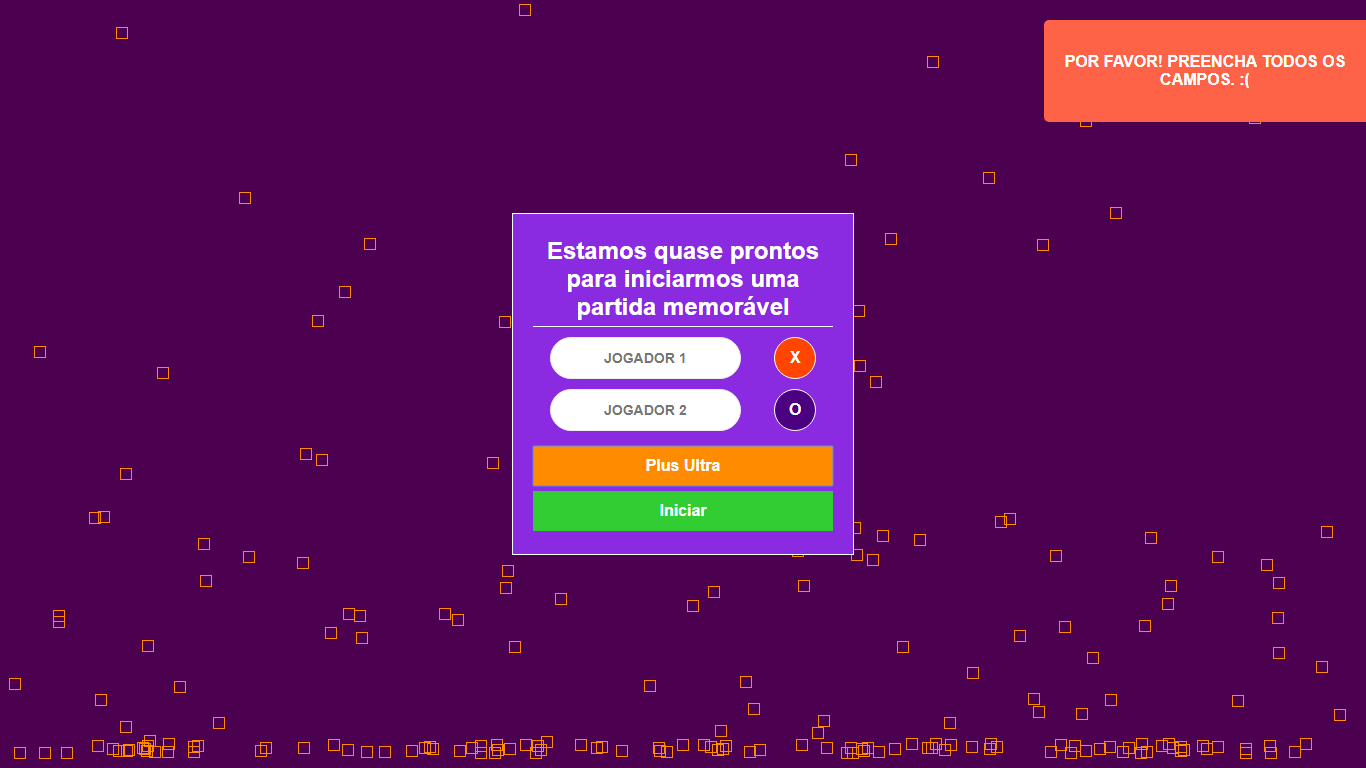 POR FAVOR! PREENCHA TODOS OS
CAMPOS. :(
Estamos quase prontos
para iniciarmos uma
partida memorável
JOGADOR 1
X
JOGADOR 2
O
Plus Ultra
Iniciar